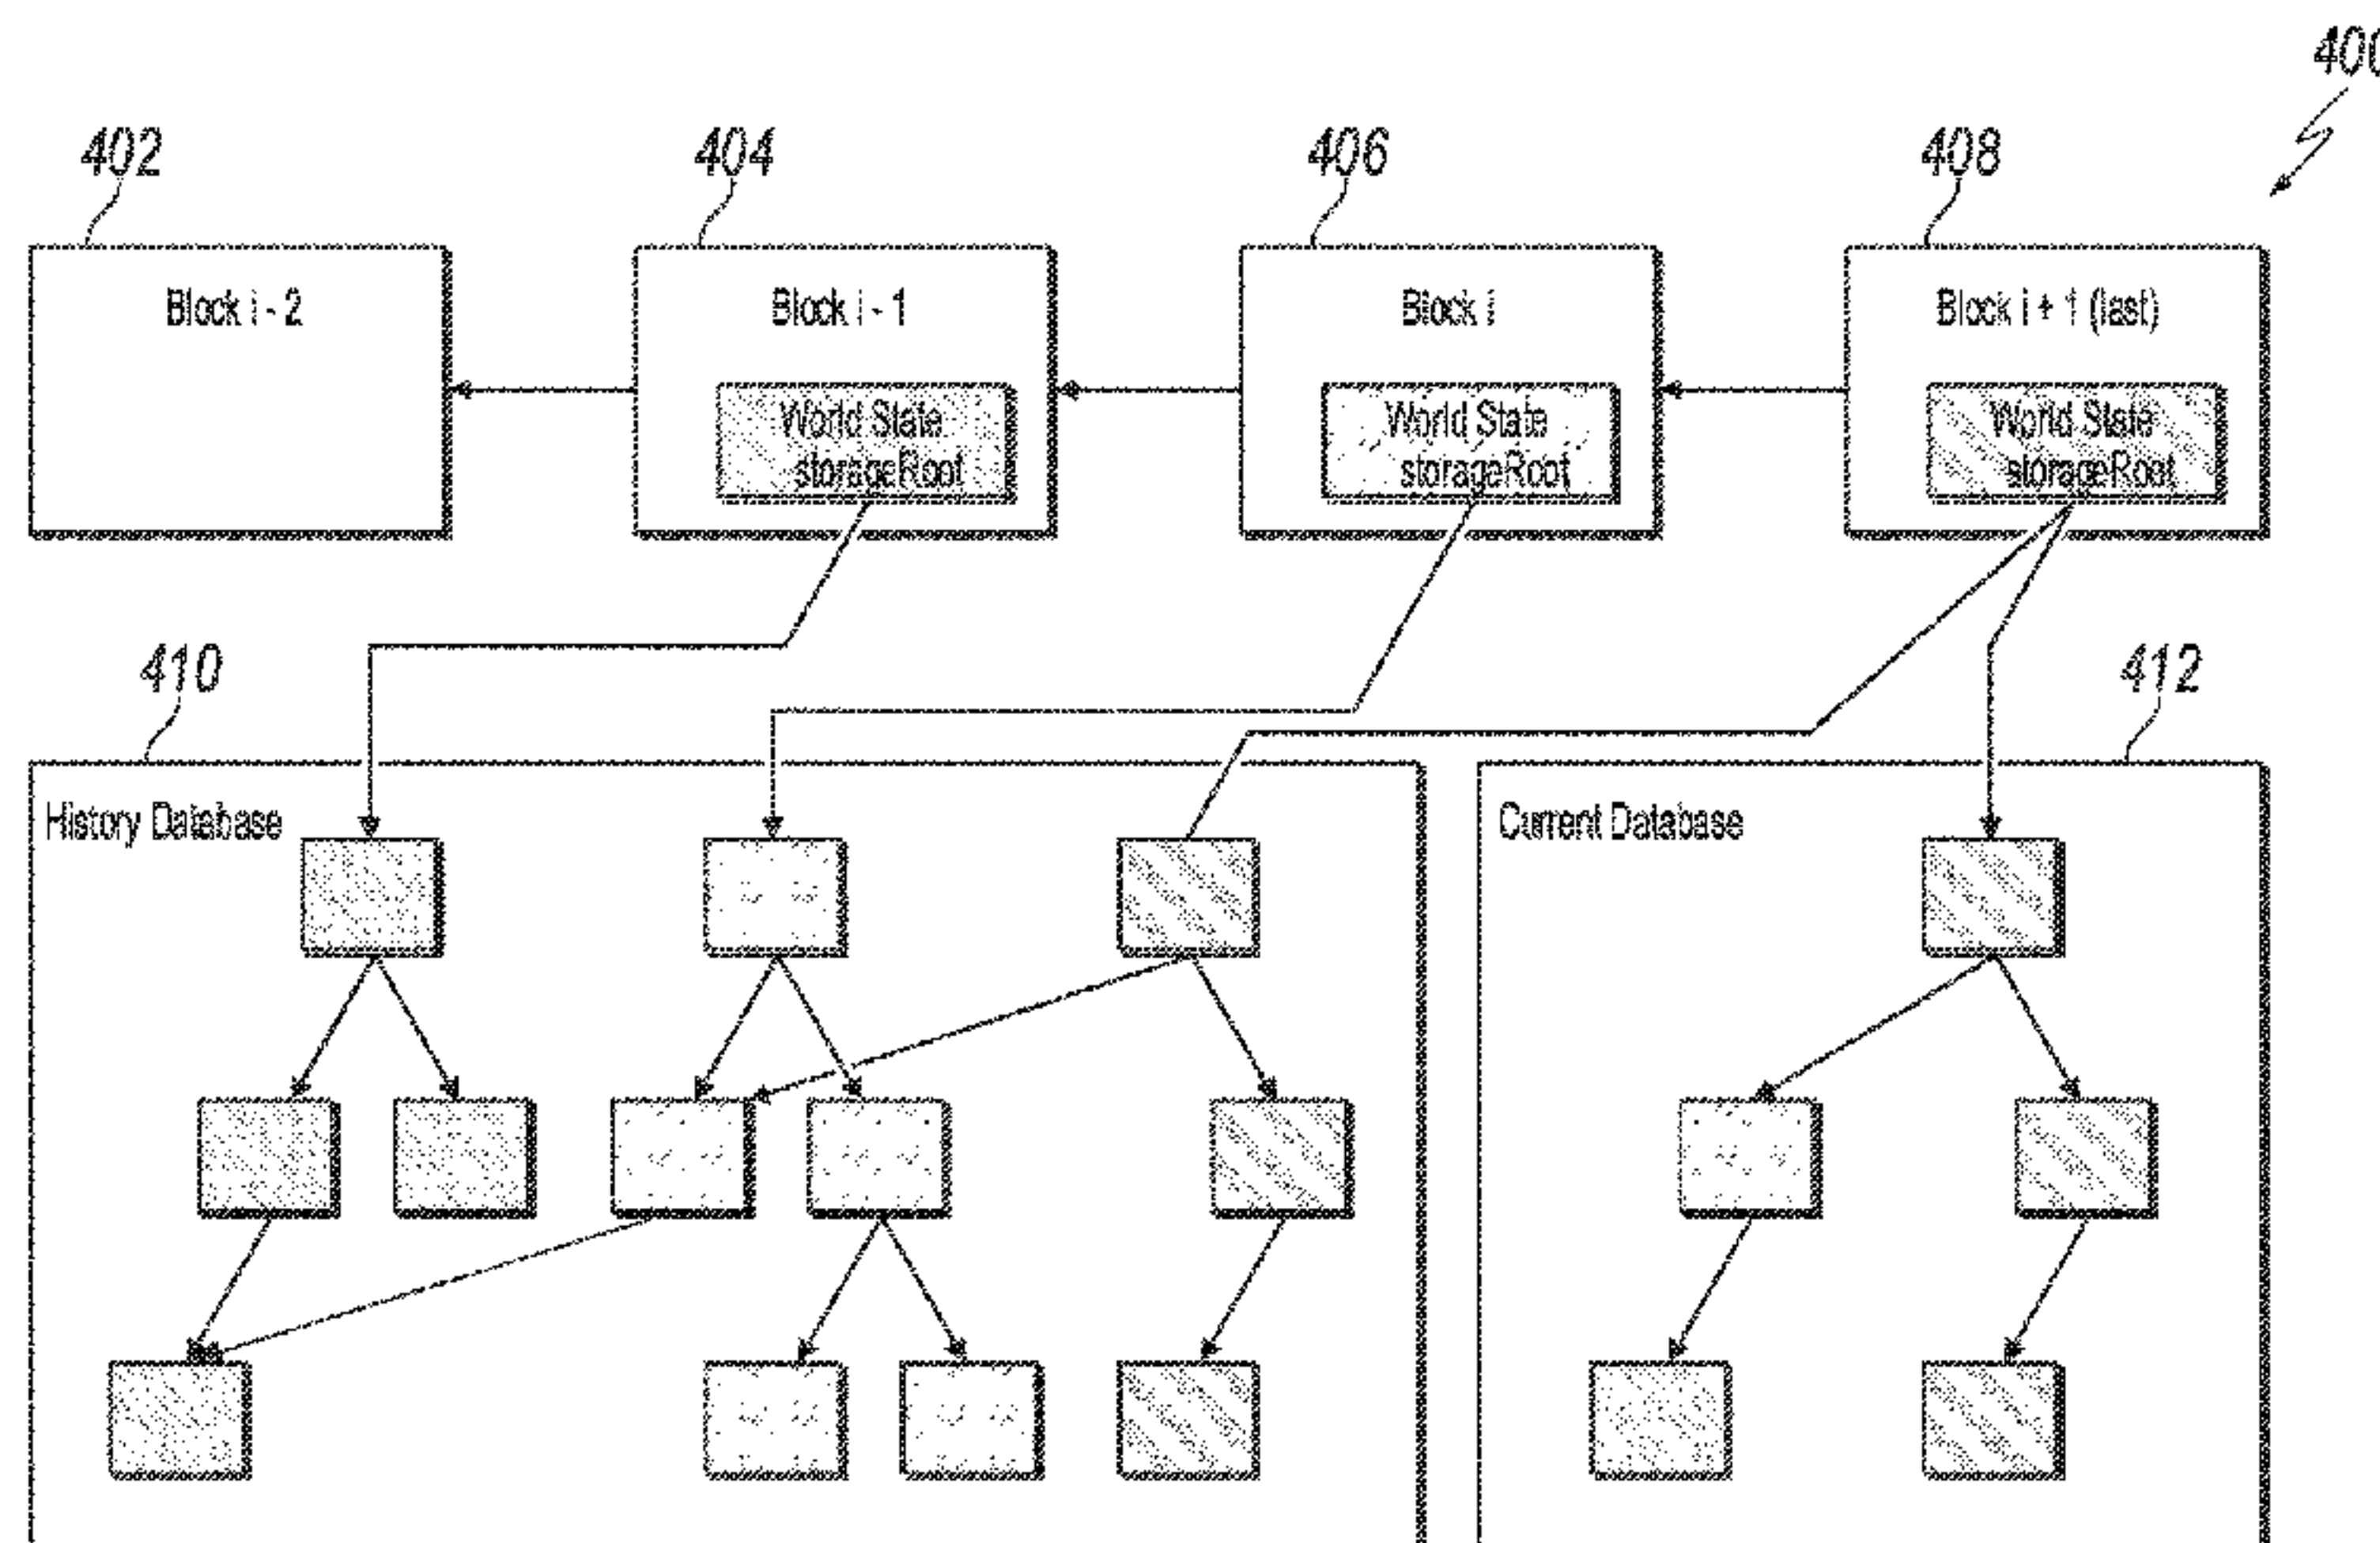 400
402
404
406
408
Block i - 2
Block i - 1
Block i
Block i + 1 (last)
World State
storageRoot
World State
storageRoot
World State
storageRoot
410
412
History Database
Current Database